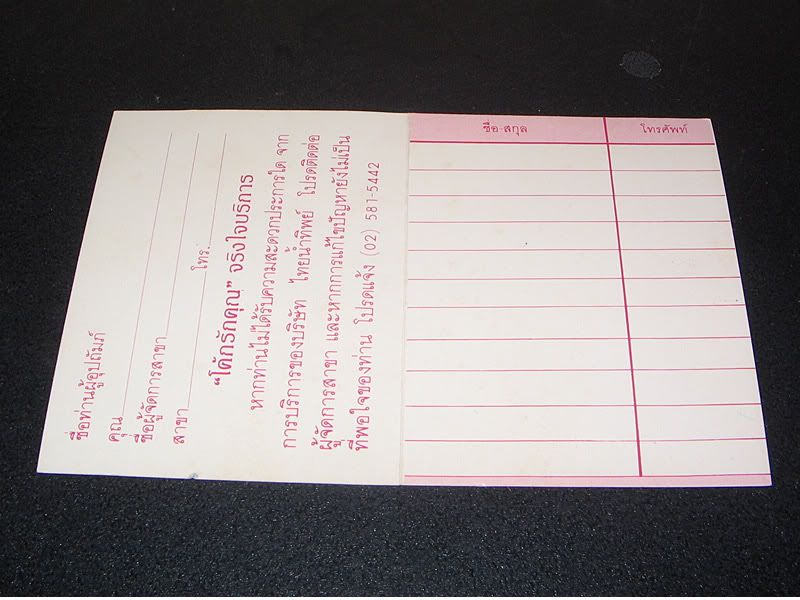 ชื่อท่านผู้อุปถัมภ์
คุณ
ชื่อผู้จัดการสาขา
สาขา โทร.
“โค้กรักคุณ” จริงใจบริการ
หากท่านไม่ได้รับความสะดวกประการใด จาก
การบริการของบริษัท ไทยน้ำทิพย์ โปรดติดต่อ
ผู้จัดการสาขา และหากการแก้ไขปัญหายังไม่เป็น
ที่พอใจของท่าน โปรดแจ้ง (02) 581-5442
ชื่อ-สกุล โทรศัพท์